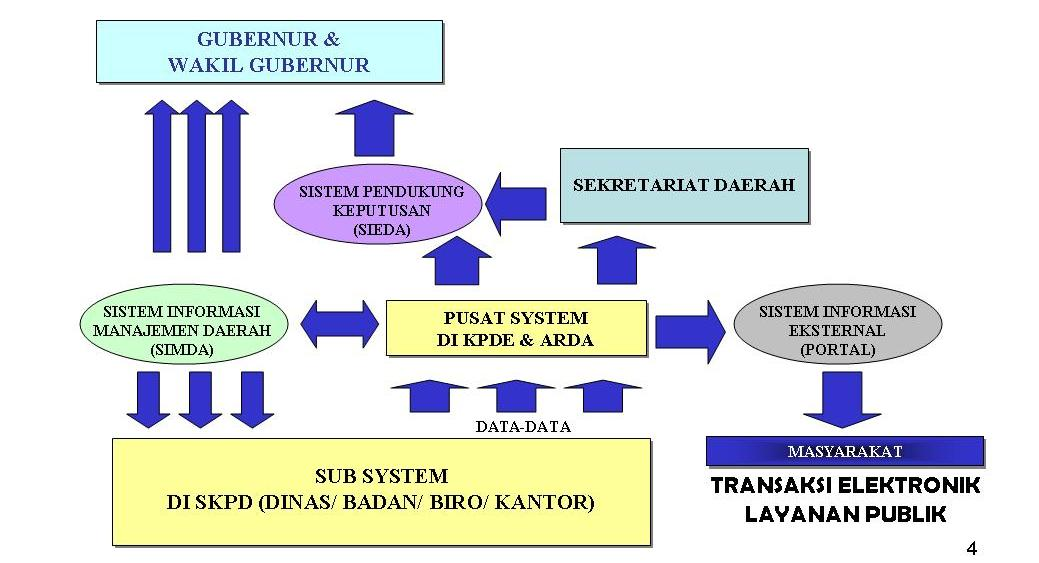 GUBERNUR &
WAKIL GUBERNUR
SISTEM PENDUKUNG
KEPUTUSAN
(SIEDA)
SEKRETARIAT DAERAH
SISTEM INFORMASI
MANAJEMEN DAERAH
(SIMDA)
PUSAT SYSTEM
DI KPDE & ARDA
SISTEM INFORMASI
EKSTERNAL
(PORTAL)
DATA-DATA
SUB SYSTEM
DI SKPD (DINAS/ BADAN/ BIRO/ KANTOR)
MASYARAKAT
TRANSAKSI ELEKTRONIK
LAYANAN PUBLIK
4